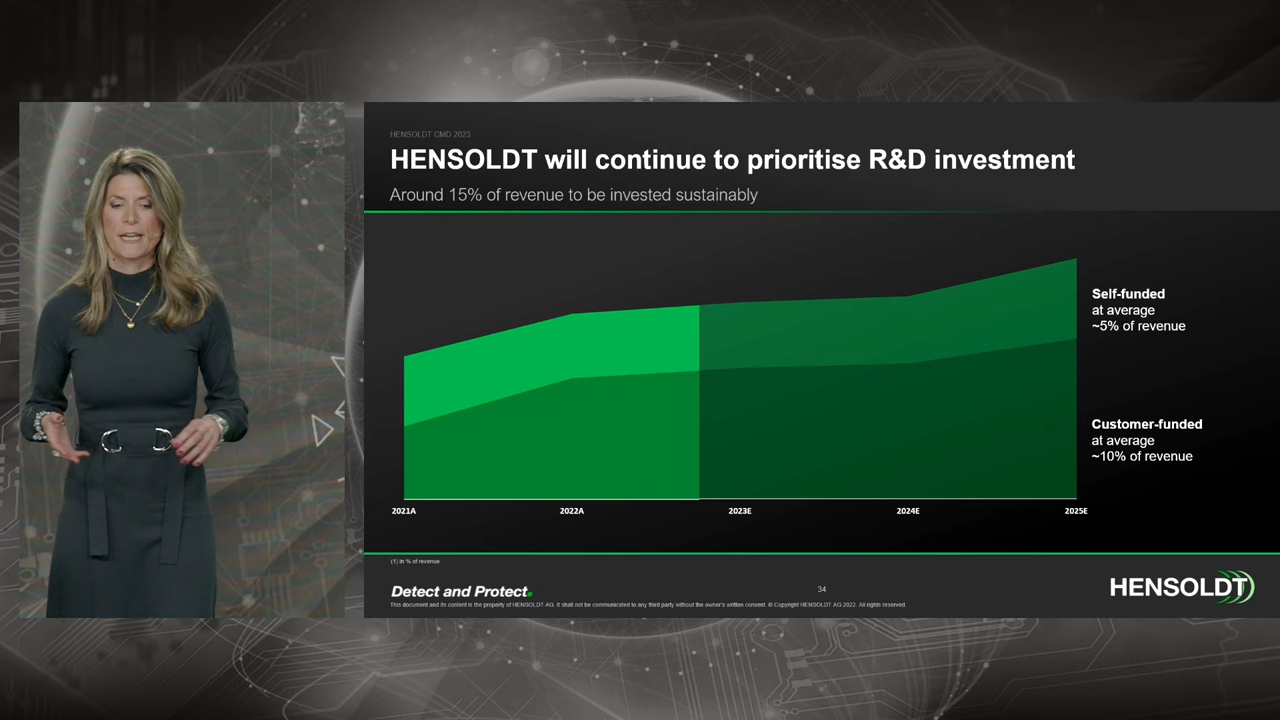 HENSOLDT CMD 2023
HENSOLDT will continue to prioritise R&D investment
Around 15% of revenue to be invested sustainably
Self-funded
at average
~5% of revenue
Customer-funded
at average
~10% of revenue
2021A
2022A
2023E
2024E
2025E
(1) in % of revenue
Detect and Protect.
34
This document and its content is the property of HENSOLDT AG. It shall not be communicated to any third party without the owner's written consent. © Copyright HENSOLDT AG 2022. All rights reserved.
HENSOLDT